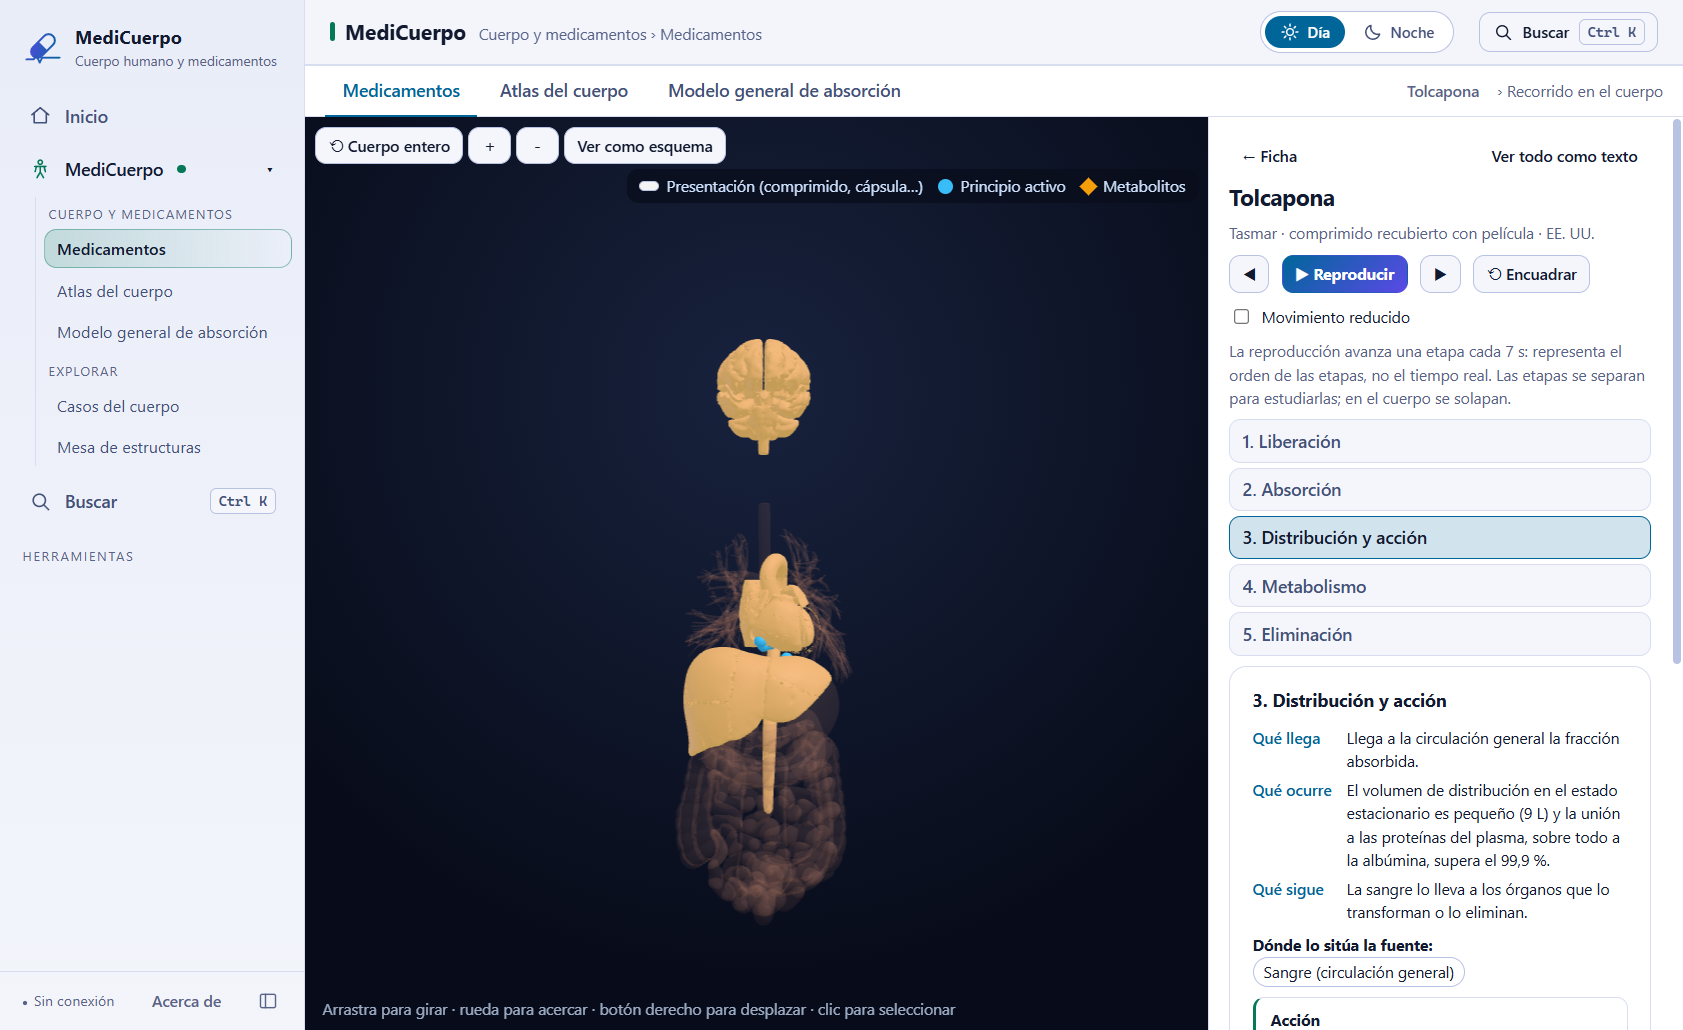 MediCuerpo
Cuerpo humano y medicamentos
Inicio
MediCuerpo
CUERPO Y MEDICAMENTOS
Medicamentos
Atlas del cuerpo
Modelo general de absorción
EXPLORAR
Casos del cuerpo
Mesa de estructuras
Buscar Ctrl K
HERRAMIENTAS
Sin conexión Acerca de
MediCuerpo Cuerpo y medicamentos › Medicamentos
Día Noche
Buscar Ctrl K
Medicamentos Atlas del cuerpo Modelo general de absorción
Tolcapona › Recorrido en el cuerpo
Cuerpo entero + - Ver como esquema
Presentación (comprimido, cápsula...) Principio activo Metabolitos
Arrastra para girar · rueda para acercar · botón derecho para desplazar · clic para seleccionar
← Ficha Ver todo como texto
Tolcapona
Tasmar · comprimido recubierto con película · EE. UU.
Reproducir Encuadrar
Movimiento reducido
La reproducción avanza una etapa cada 7 s: representa el
orden de las etapas, no el tiempo real. Las etapas se separan
para estudiarlas; en el cuerpo se solapan.
1. Liberación
2. Absorción
3. Distribución y acción
4. Metabolismo
5. Eliminación
3. Distribución y acción
Qué llega Llega a la circulación general la fracción
absorbida.
Qué ocurre El volumen de distribución en el estado
estacionario es pequeño (9 L) y la unión
a las proteínas del plasma, sobre todo a
la albúmina, supera el 99,9 %.
Qué sigue La sangre lo lleva a los órganos que lo
transforman o lo eliminan.
Dónde lo sitúa la fuente:
Sangre (circulación general)
Acción